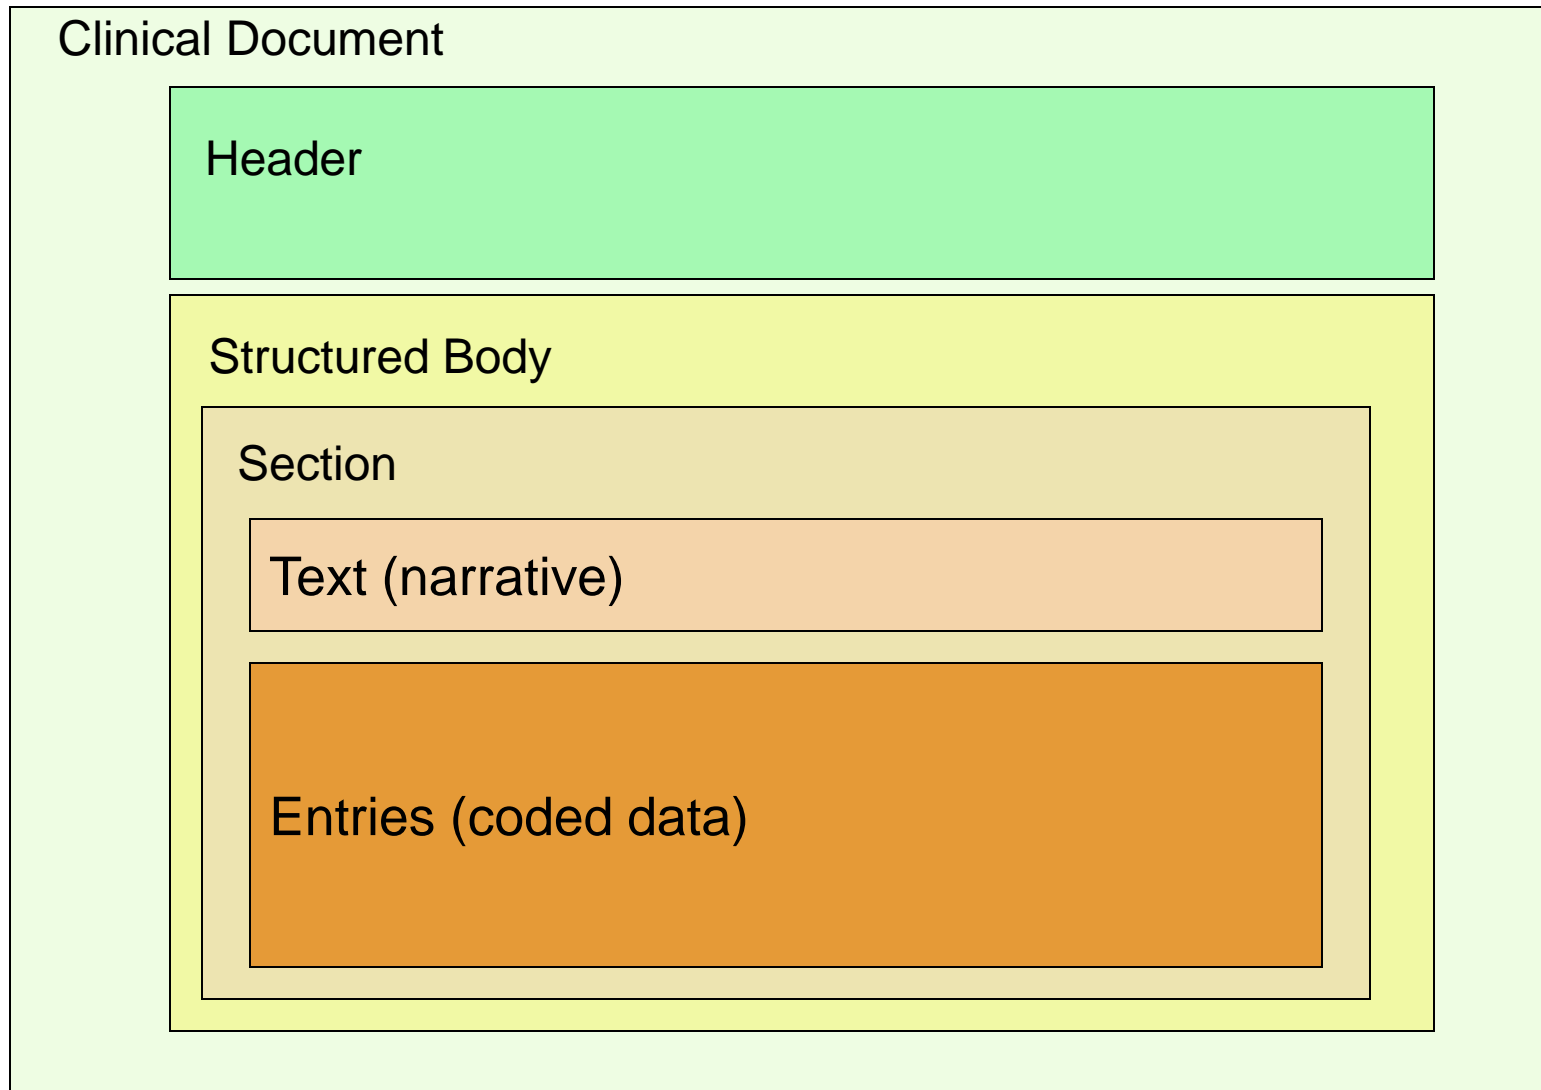 Clinical Document
Header
Structured Body
Section
Text (narrative)
Entries (coded data)